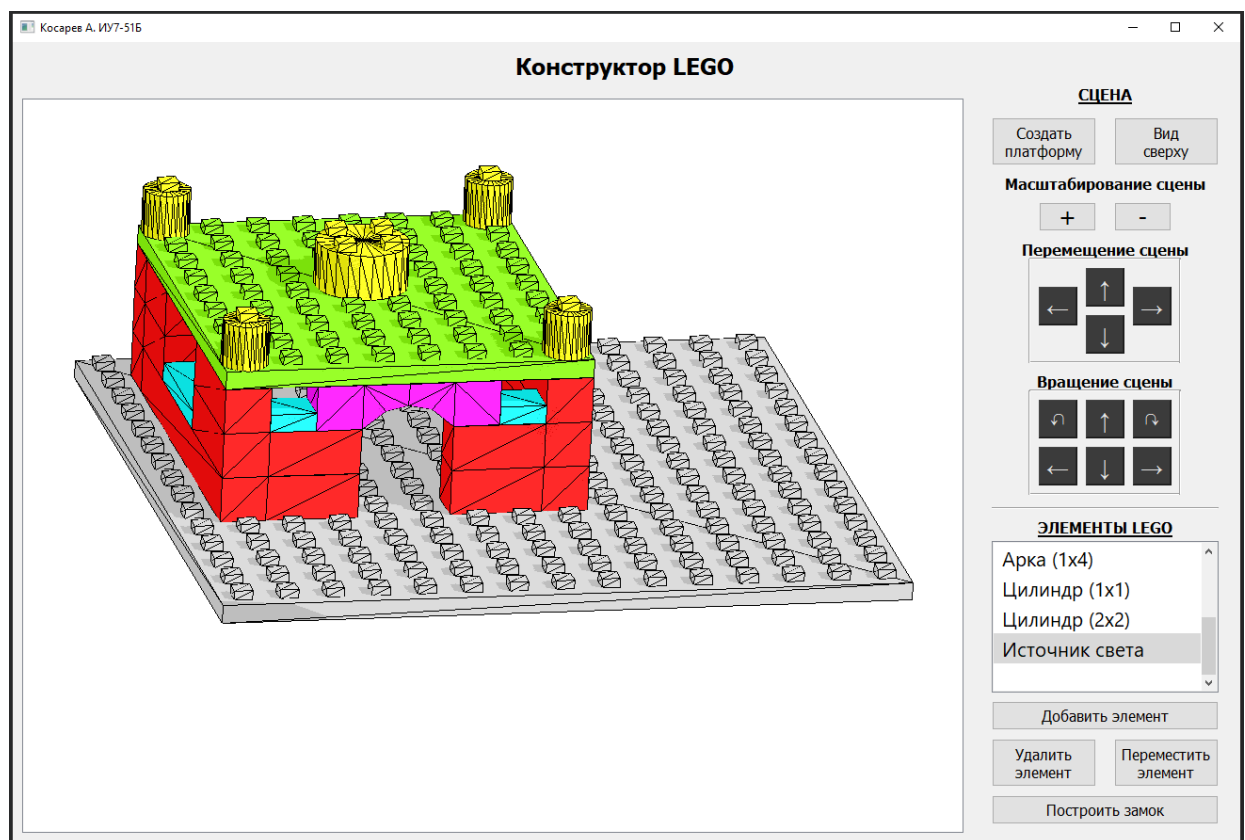 Косарев А. ИУ7-51Б
Конструктор LEGO
СЦЕНА
Создать
платформу
Вид
сверху
Масштабирование сцены
+
-
Перемещение сцены
←
↑
→
↓
Вращение сцены
↑
←
↓
→
ЭЛЕМЕНТЫ LEGO
Арка (1x4)
Цилиндр (1x1)
Цилиндр (2x2)
Источник света
Добавить элемент
Удалить
элемент
Переместить
элемент
Построить замок